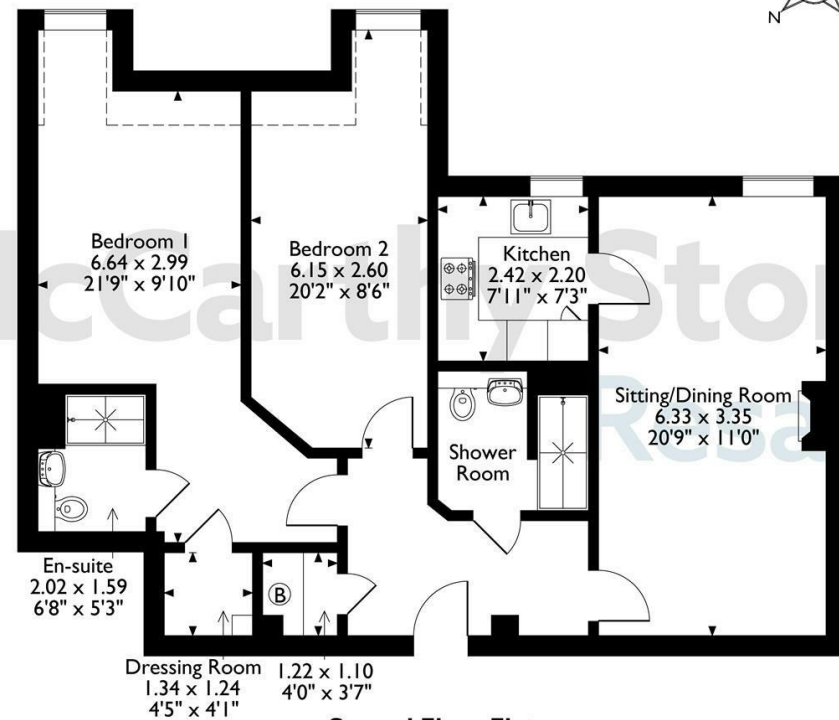 N
Bedroom 1
6.64 x 2.99
21'9" x 9'10"
Bedroom 2
6.15 x 2.60
20'2" x 8'6"
Kitchen
2.42 x 2.20
7'11" x 7'3"
Sitting/Dining Room
6.33 x 3.35
20'9" x 11'0"
Shower
Room
En-suite
2.02 x 1.59
6'8" x 5'3"
B
Dressing Room
1.34 x 1.24
4'5" x 4'1"
1.22 x 1.10
4'0" x 3'7"
cCarthy Ston
Resa